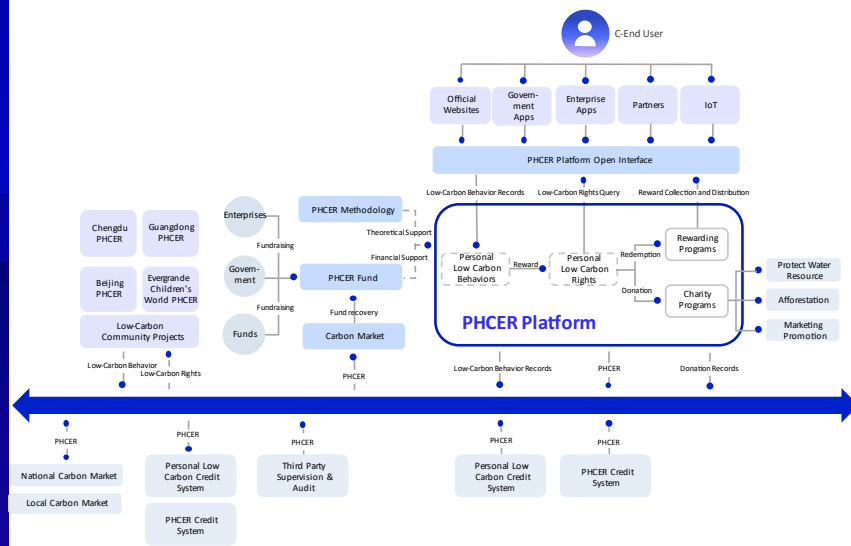 C-End User
Official
Websites
Govern-
ment
Apps
Enterprise
Apps
Partners
IoT
PHCER Platform Open Interface
Low-Carbon Behavior Records
Low-Carbon Rights Query
Reward Collection and Distribution
Chengdu
PHCER
Guangdong
PHCER
Beijing
PHCER
Evergrande
Children's
World PHCER
Low-Carbon
Community Projects
Low-Carbon Behavior
Low-Carbon Rights
Enterprises
Fundraising
Govern-
ment
Fundraising
Funds
PHCER Methodology
Theoretical Support
Financial Support
PHCER Fund
Fund recovery
Carbon Market
PHCER
Personal
Low Carbon
Behaviors
Reward
Personal
Low Carbon
Rights
Redemption
Donation
Rewarding
Programs
Charity
Programs
PHCER Platform
Protect Water
Resource
Afforestation
Marketing
Promotion
Low-Carbon Behavior Records
PHCER
Donation Records
PHCER
National Carbon Market
Local Carbon Market
PHCER
Personal Low
Carbon Credit
System
PHCER Credit
System
PHCER
Third Party
Supervision &
Audit
PHCER
Personal Low
Carbon Credit
System
PHCER
PHCER Credit
System